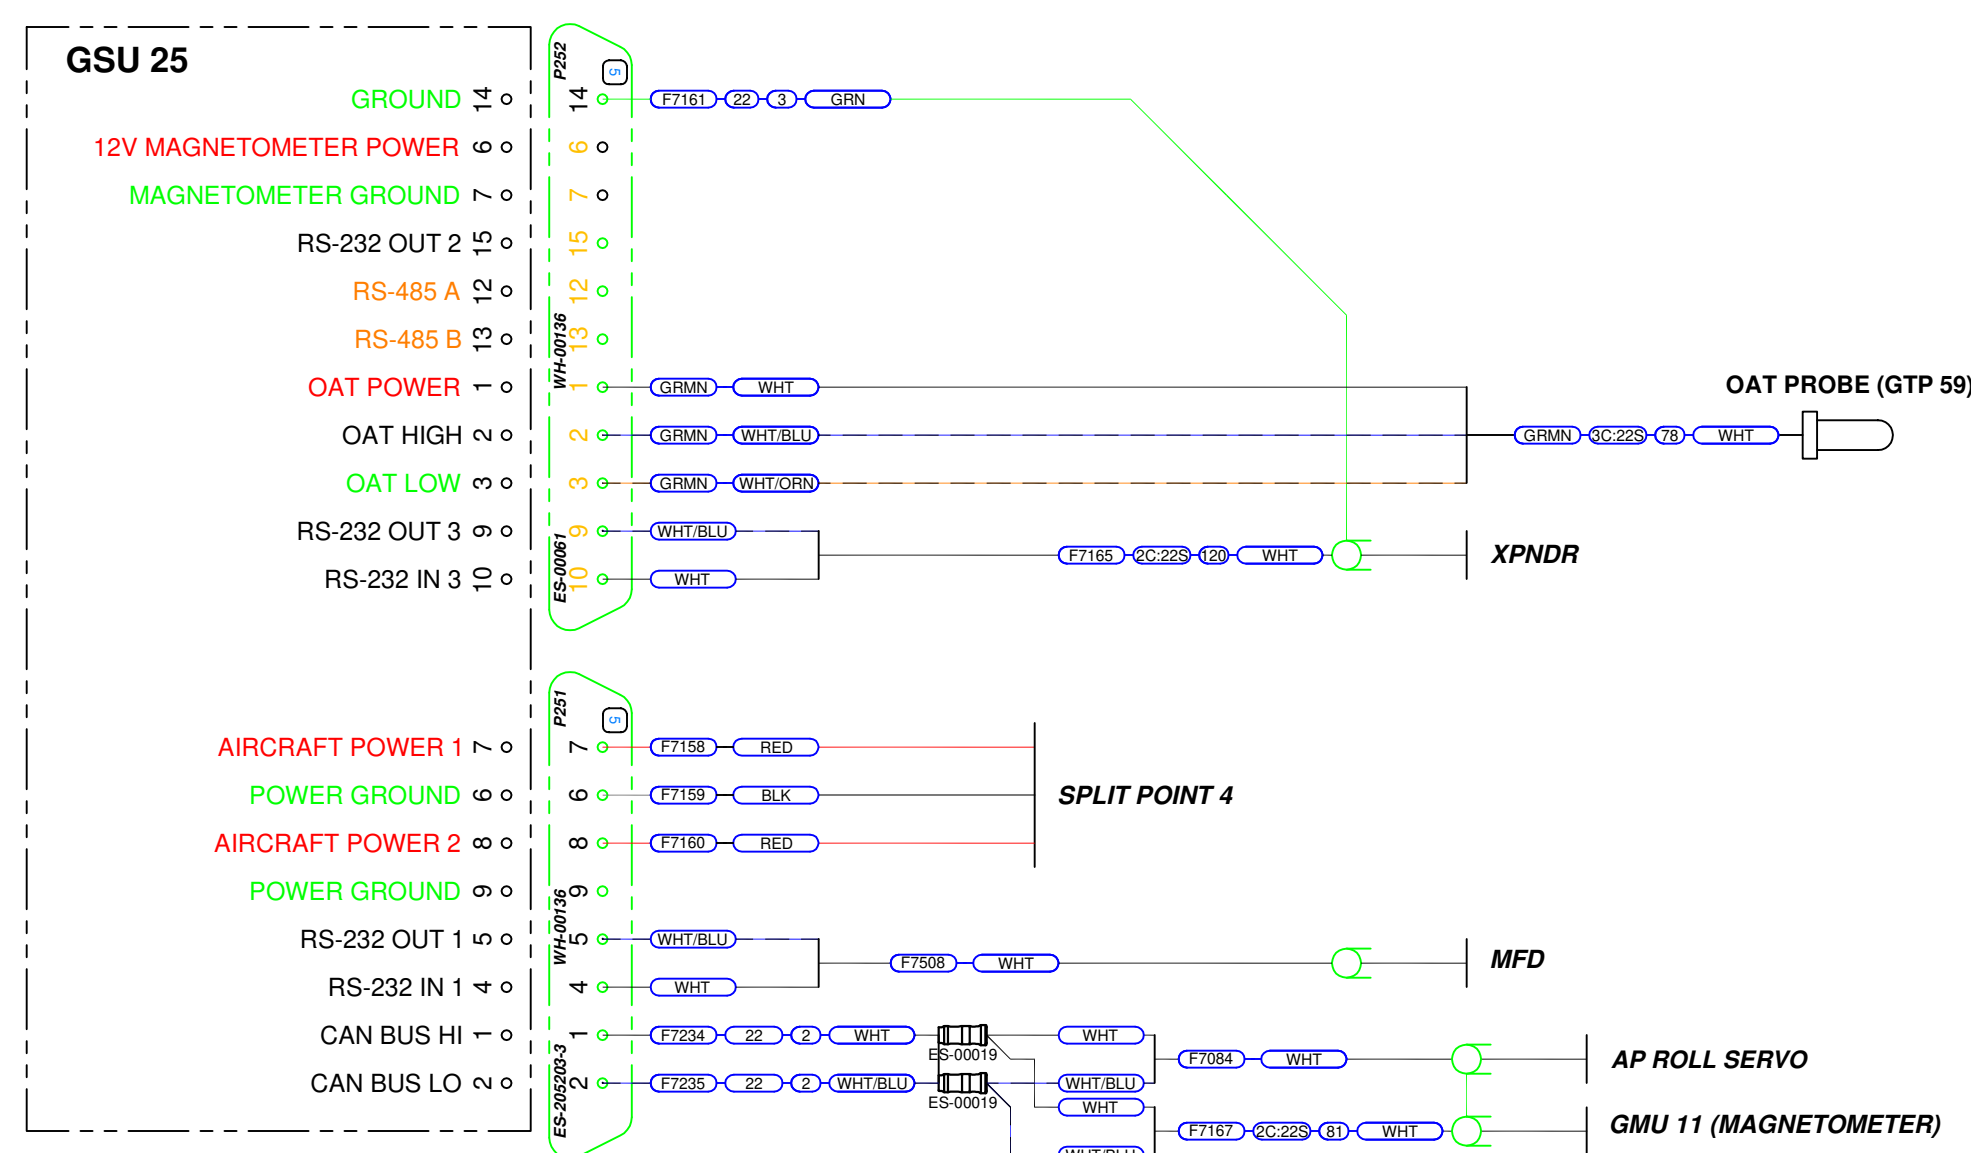 GSU 25
P252
5
GROUND 14 14 F7161 22 3 GRN
12V MAGNETOMETER POWER 6 6
MAGNETOMETER GROUND 7 7
RS-232 OUT 2 15 15
RS-485 A 12 12
RS-485 B 13 13
WH-00136
OAT POWER 1 1 GRMN WHT
OAT PROBE (GTP 59)
OAT HIGH 2 2 GRMN WHT/BLU GRMN 3C:22S 78 WHT
OAT LOW 3 3 GRMN WHT/ORN
RS-232 OUT 3 9 9 WHT/BLU
F7165 2C:22S 120 WHT XPNDR
RS-232 IN 3 10 10 WHT
ES-00061
P251
5
AIRCRAFT POWER 1 7 7 F7158 RED
POWER GROUND 6 6 F7159 BLK SPLIT POINT 4
AIRCRAFT POWER 2 8 8 F7160 RED
POWER GROUND 9 9
WH-00136
RS-232 OUT 1 5 5 WHT/BLU
F7508 WHT MFD
RS-232 IN 1 4 4 WHT
CAN BUS HI 1 1 F7234 22 2 WHT ES-00019 WHT
F7084 WHT AP ROLL SERVO
CAN BUS LO 2 2 F7235 22 2 WHT/BLU ES-00019 WHT/BLU
ES-205203-3
WHT
F7167 2C:22S 81 WHT GMU 11 (MAGNETOMETER)
WHT/BLU